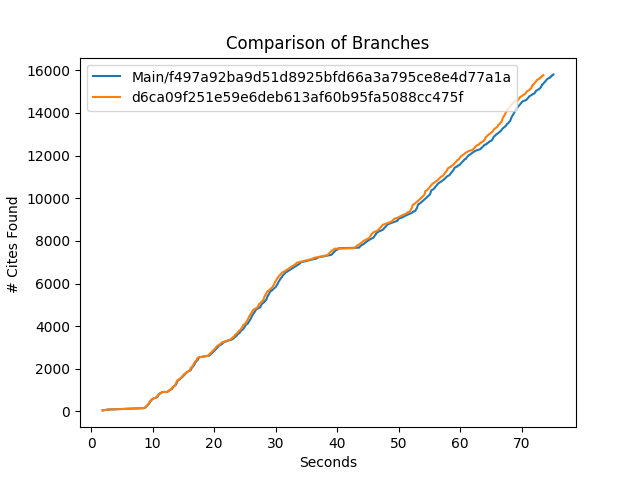 Comparison of Branches
Main/f497a92ba9d51d8925bfd66a3a795ce8e4d77a1a
d6ca09f251e59e6deb613af60b95fa5088cc475f
# Cites Found
16000
14000
12000
10000
8000
6000
4000
2000
0
0 10 20 30 40 50 60 70
Seconds